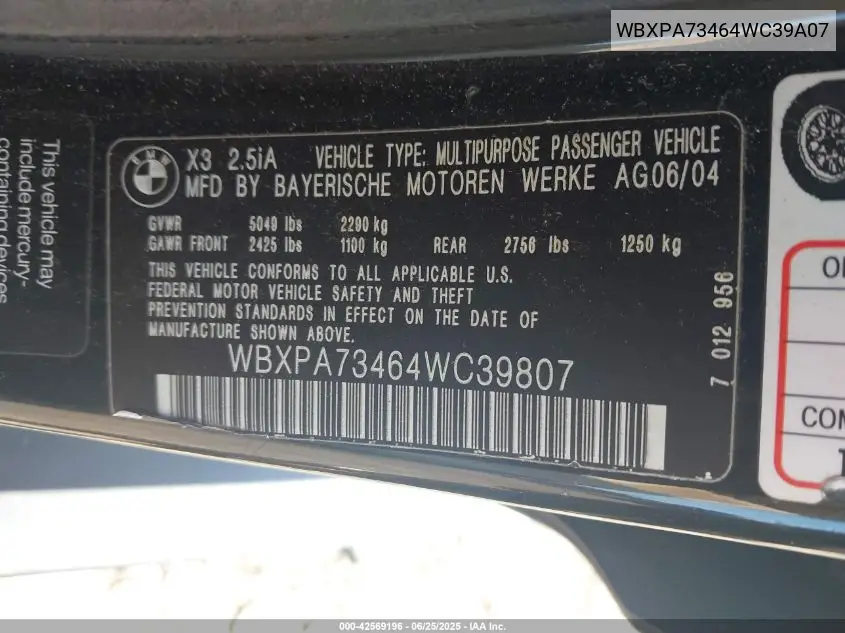 WBXPA73464WC39A07
This vehicle may
include mercury-
containing devices
BMW
X3 2.5iA VEHICLE TYPE: MULTIPURPOSE PASSENGER VEHICLE
MFD BY BAYERISCHE MOTOREN WERKE AG06/04
GVWR 5049 lbs 2290 kg
GAWR FRONT 2425 lbs 1100 kg REAR 2756 lbs 1250 kg
THIS VEHICLE CONFORMS TO ALL APPLICABLE U.S.
FEDERAL MOTOR VEHICLE SAFETY AND THEFT
PREVENTION STANDARDS IN EFFECT ON THE DATE OF
MANUFACTURE SHOWN ABOVE.
WBXPA73464WC39807
7 012 956
000-42569196 - 06/25/2025 - IAA Inc.